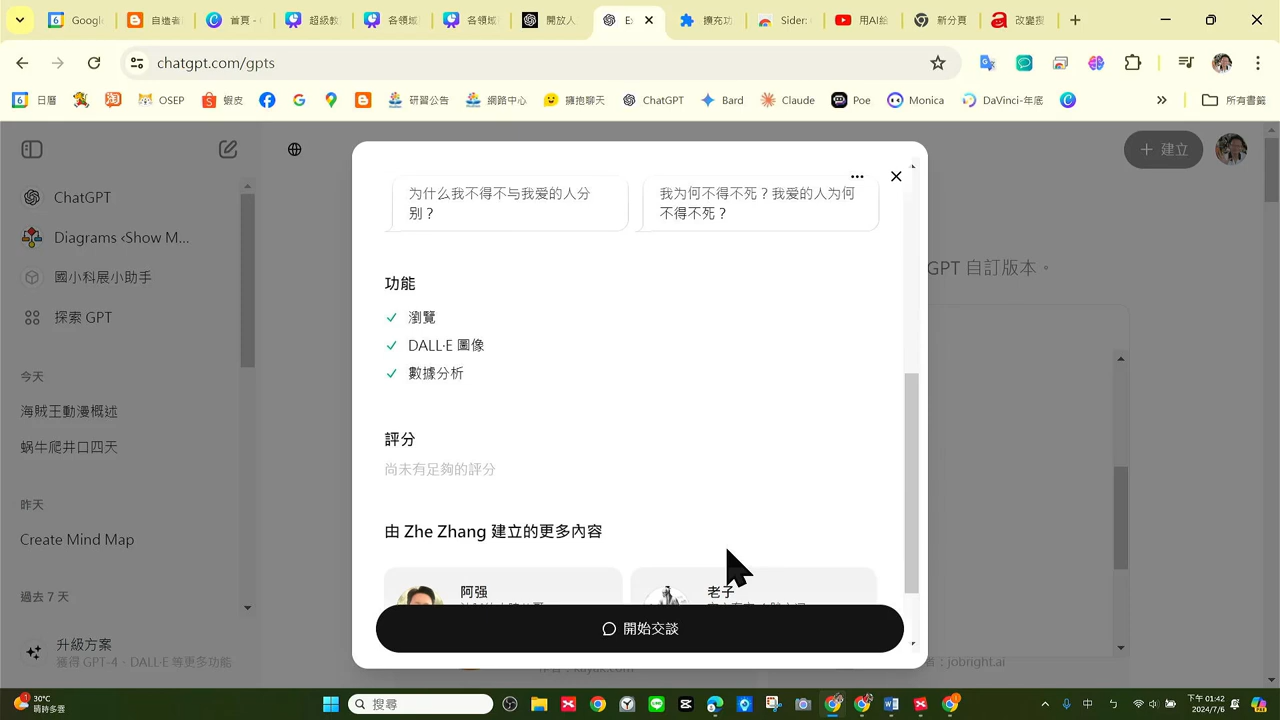 Google
自造者
首頁 -
超級教
各領域
各領域
開放人
Ex
擴充功
Sider:
用AI給
新分頁
改變授
chatgpt.com/gpts
日曆
OSEP
蝦皮
研習公告
網路中心
擁抱聊天
ChatGPT
Bard
Claude
Poe
Monica
DaVinci-年底
所有書籤
ChatGPT
Diagrams ‹Show M...
國小科展小助手
探索 GPT
今天
海賊王動漫概述
蝸牛爬井口四天
昨天
Create Mind Map
過去 7 天
升級方案
獲得 GPT-4、DALL·E 等更多功能
建立
GPT 自訂版本。
为什么我不得不与我爱的人分
别？
我为何不得不死？我爱的人为何
不得不死？
功能
瀏覽
DALL·E 圖像
數據分析
評分
尚未有足夠的評分
由 Zhe Zhang 建立的更多內容
阿强
老子
開始交談
者：jobright.ai
30°C
晴時多雲
搜尋
中
下午 01:42
2024/7/6